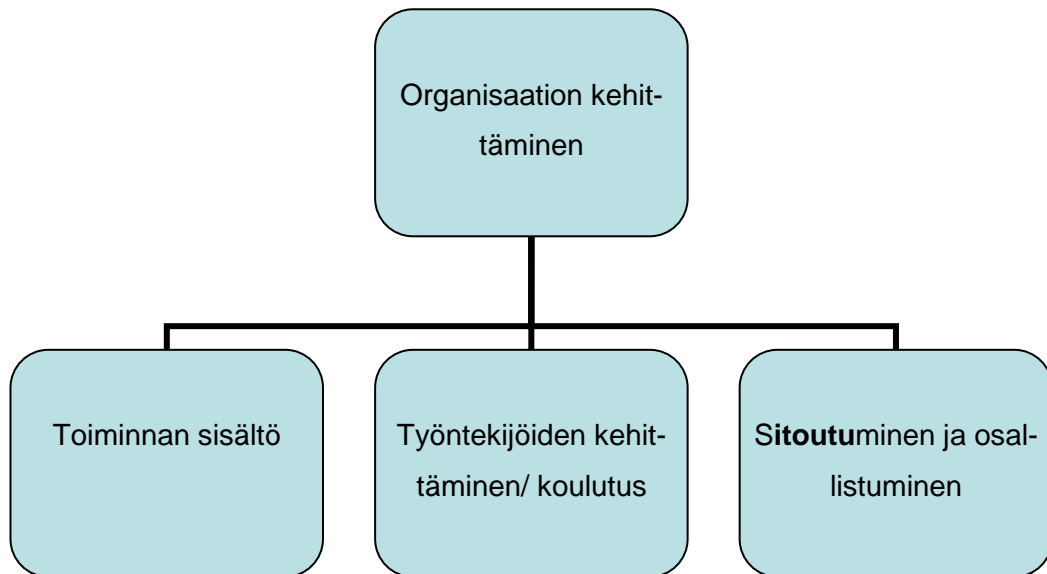 Organisaation kehit-
täminen
Toiminnan sisältö
Työntekijöiden kehit-
täminen/ koulutus
Sitoutuminen ja osal-
listuminen